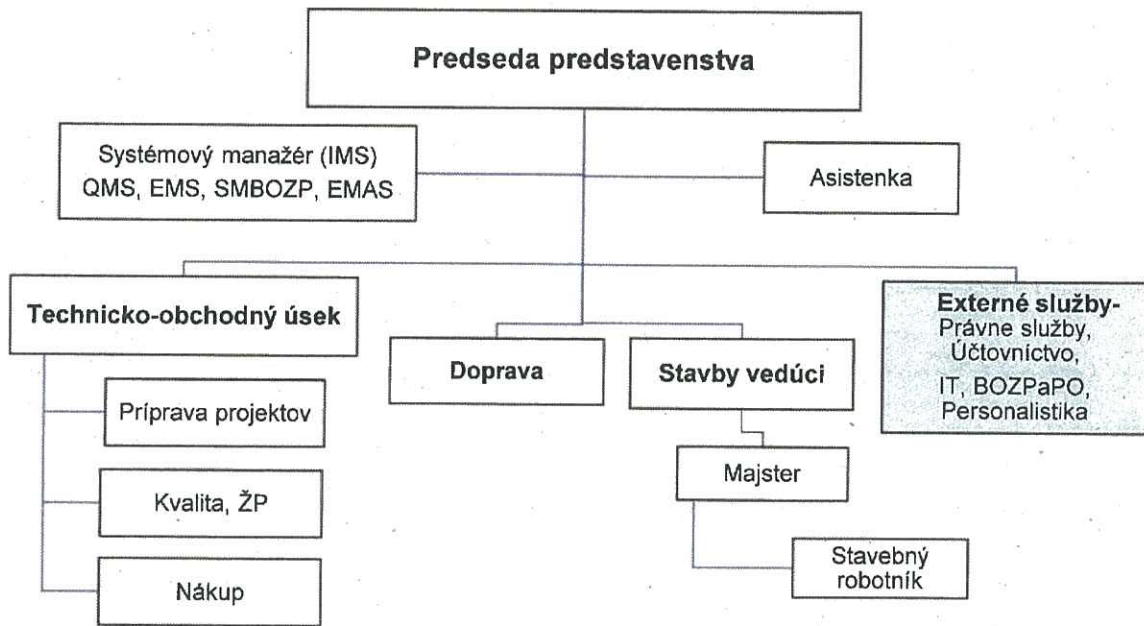 Predseda predstavenstva
Systémový manažér (IMS)
QMS, EMS, SMBOZP, EMAS
Asistenka
Technicko-obchodný úsek
Príprava projektov
Kvalita, ŽP
Nákup
Doprava
Stavby vedúci
Majster
Stavebný
robotník
Externé služby-
Právne služby,
Účtovníctvo,
IT, BOZPaPO,
Personalistika